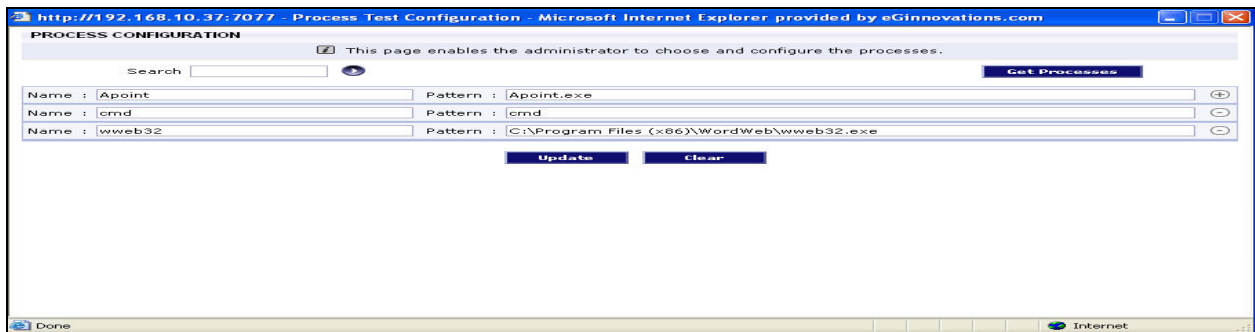 http://192.168.10.37:7077 - Process Test Configuration - Microsoft Internet Explorer provided by eGinnovations.com
PROCESS CONFIGURATION
This page enables the administrator to choose and configure the processes.
Search Get Processes
Name : Apoint Pattern : Apoint.exe
Name : cmd Pattern : cmd
Name : wweb32 Pattern : C:\Program Files (x86)\WordWeb\wweb32.exe
Update Clear
Done Internet